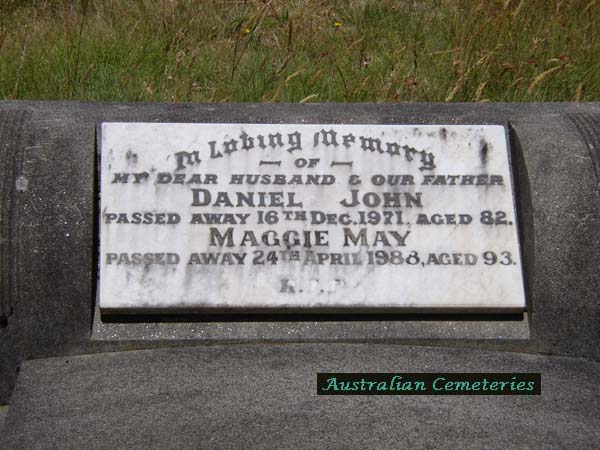 In Loving Memory
— OF —
MY DEAR HUSBAND & OUR FATHER
DANIEL JOHN
PASSED AWAY 16TH DEC. 1971. AGED 82.
MAGGIE MAY
PASSED AWAY 24TH APRIL 1988, AGED 93.
R.I.P.
Australian Cemeteries